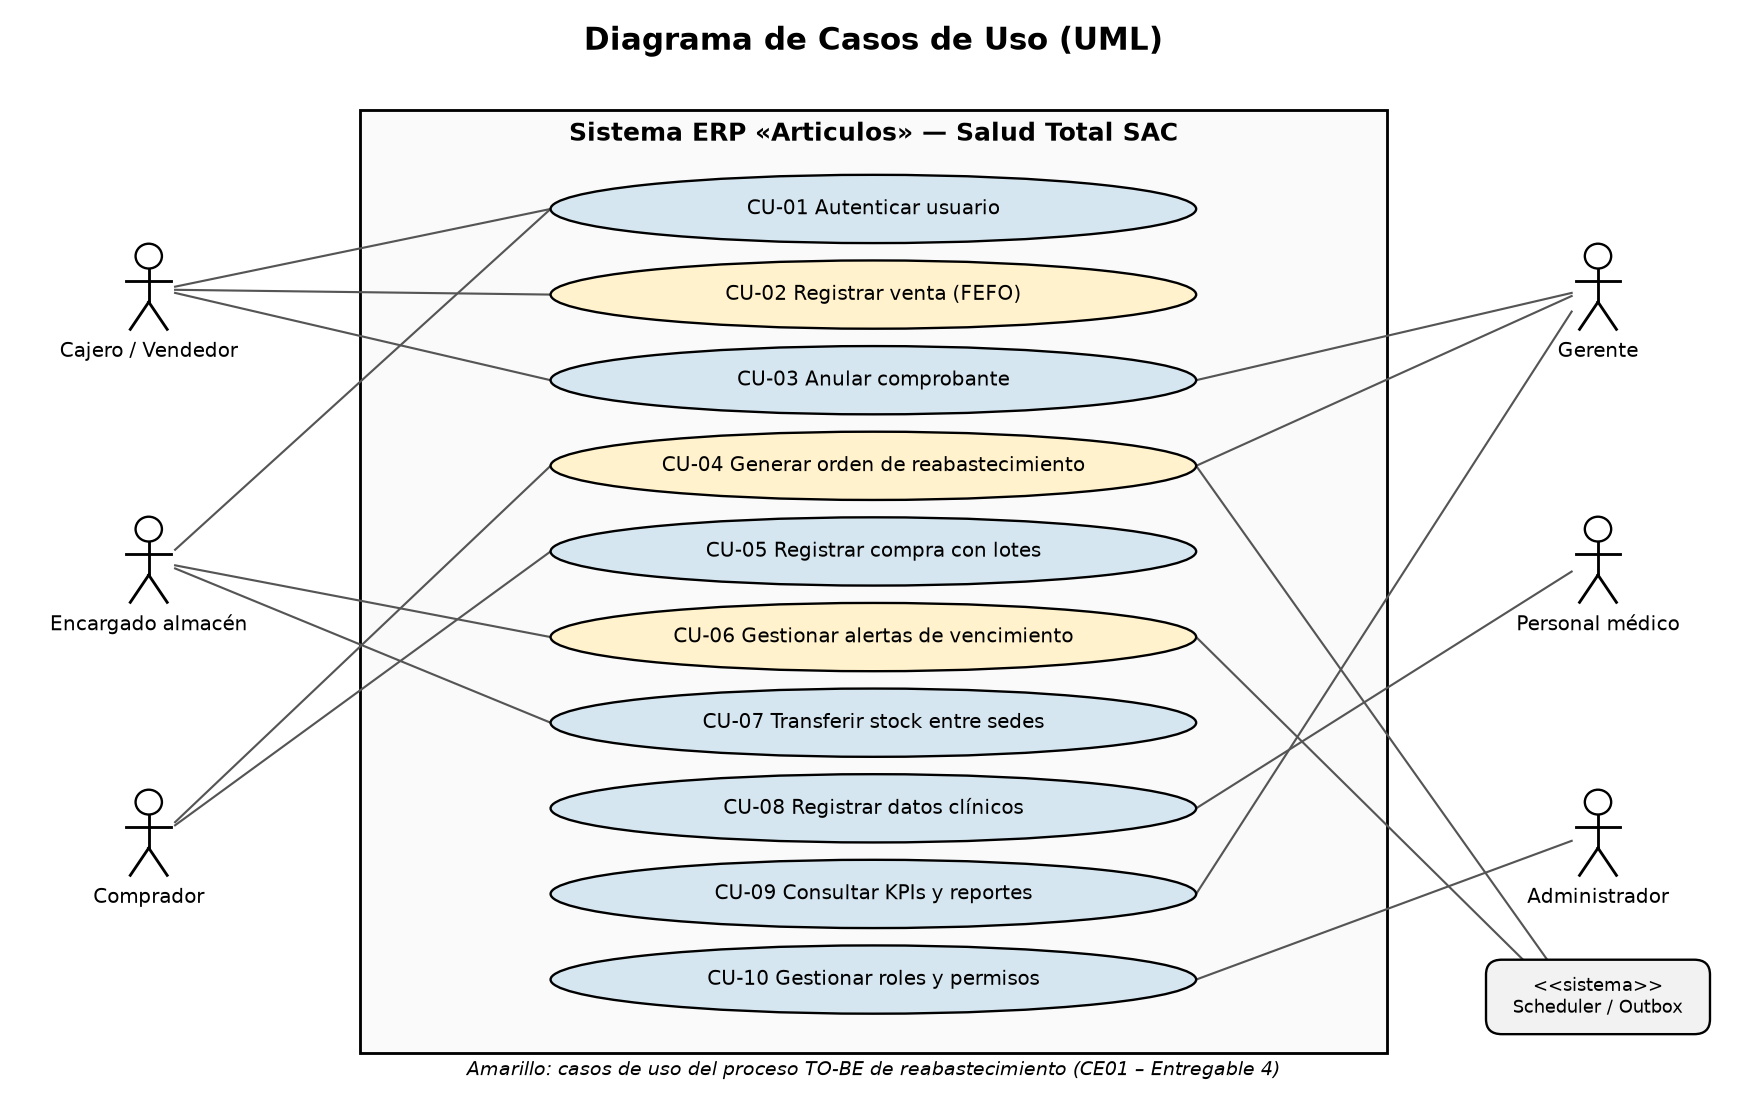 Diagrama de Casos de Uso (UML)
Sistema ERP «Articulos» — Salud Total SAC
CU-01 Autenticar usuario
CU-02 Registrar venta (FEFO)
CU-03 Anular comprobante
CU-04 Generar orden de reabastecimiento
CU-05 Registrar compra con lotes
CU-06 Gestionar alertas de vencimiento
CU-07 Transferir stock entre sedes
CU-08 Registrar datos clínicos
CU-09 Consultar KPIs y reportes
CU-10 Gestionar roles y permisos
Cajero / Vendedor
Encargado almacén
Comprador
Gerente
Personal médico
Administrador
<<sistema>>
Scheduler / Outbox
Amarillo: casos de uso del proceso TO-BE de reabastecimiento (CE01 – Entregable 4)